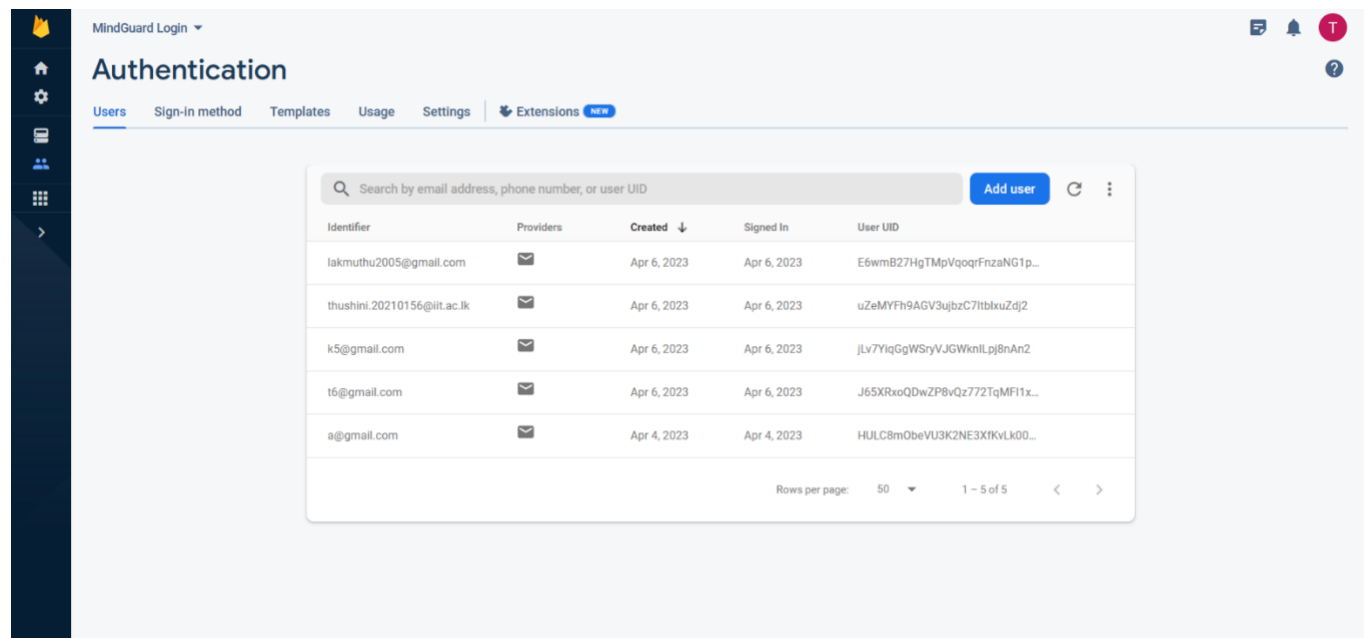 MindGuard Login
T
Authentication
Users Sign-in method Templates Usage Settings Extensions NEW
Search by email address, phone number, or user UID Add user
Identifier Providers Created Signed In User UID
lakmuthu2005@gmail.com Apr 6, 2023 Apr 6, 2023 E6wmB27HgTMpVqoqrFnzaNG1p...
thushini.20210156@iit.ac.lk Apr 6, 2023 Apr 6, 2023 uZeMYFh9AGV3ujbzC7ItblxuZdj2
k5@gmail.com Apr 6, 2023 Apr 6, 2023 jLv7YiqGgWSryVJGWknILpj8nAn2
t6@gmail.com Apr 6, 2023 Apr 6, 2023 J65XRxoQDwZP8vQz772TqMFI1x...
a@gmail.com Apr 4, 2023 Apr 4, 2023 HULC8mObeVU3K2NE3XfKvLk00...
Rows per page: 50 1 – 5 of 5